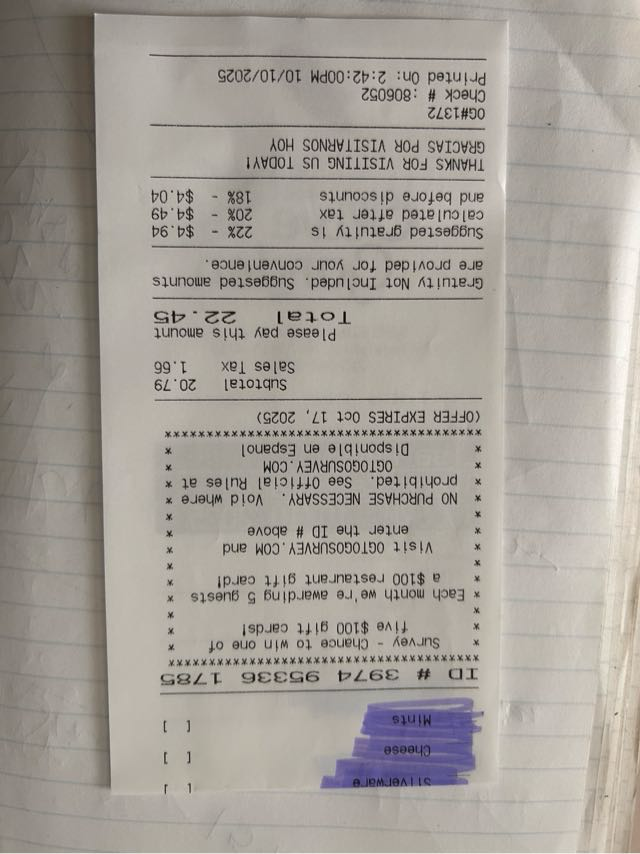 Silverware [ ]
Cheese [ ]
Mints [ ]
ID # 3974 95336 1785
************************************
* Survey - Chance to win one of *
* five $100 gift cards! *
* *
* Each month we're awarding 5 guests *
* a $100 restaurant gift card! *
* *
* Visit OGTOGOSURVEY.COM and *
* enter the ID # above *
* *
* NO PURCHASE NECESSARY. Void where *
* prohibited. See Official Rules at *
* OGTOGOSURVEY.COM *
* Disponible en Espanol *
************************************
(OFFER EXPIRES Oct 17, 2025)
Subtotal 20.79
Sales Tax 1.66
Please pay this amount
Total 22.45
Gratuity Not Included. Suggested amounts
are provided for your convenience.
Suggested gratuity is 22% - $4.94
calculated after tax 20% - $4.49
and before discounts 18% - $4.04
THANKS FOR VISITING US TODAY!
GRACIAS POR VISITARNOS HOY
OG#1372
Check # :806052
Printed On: 2:42:00PM 10/10/2025